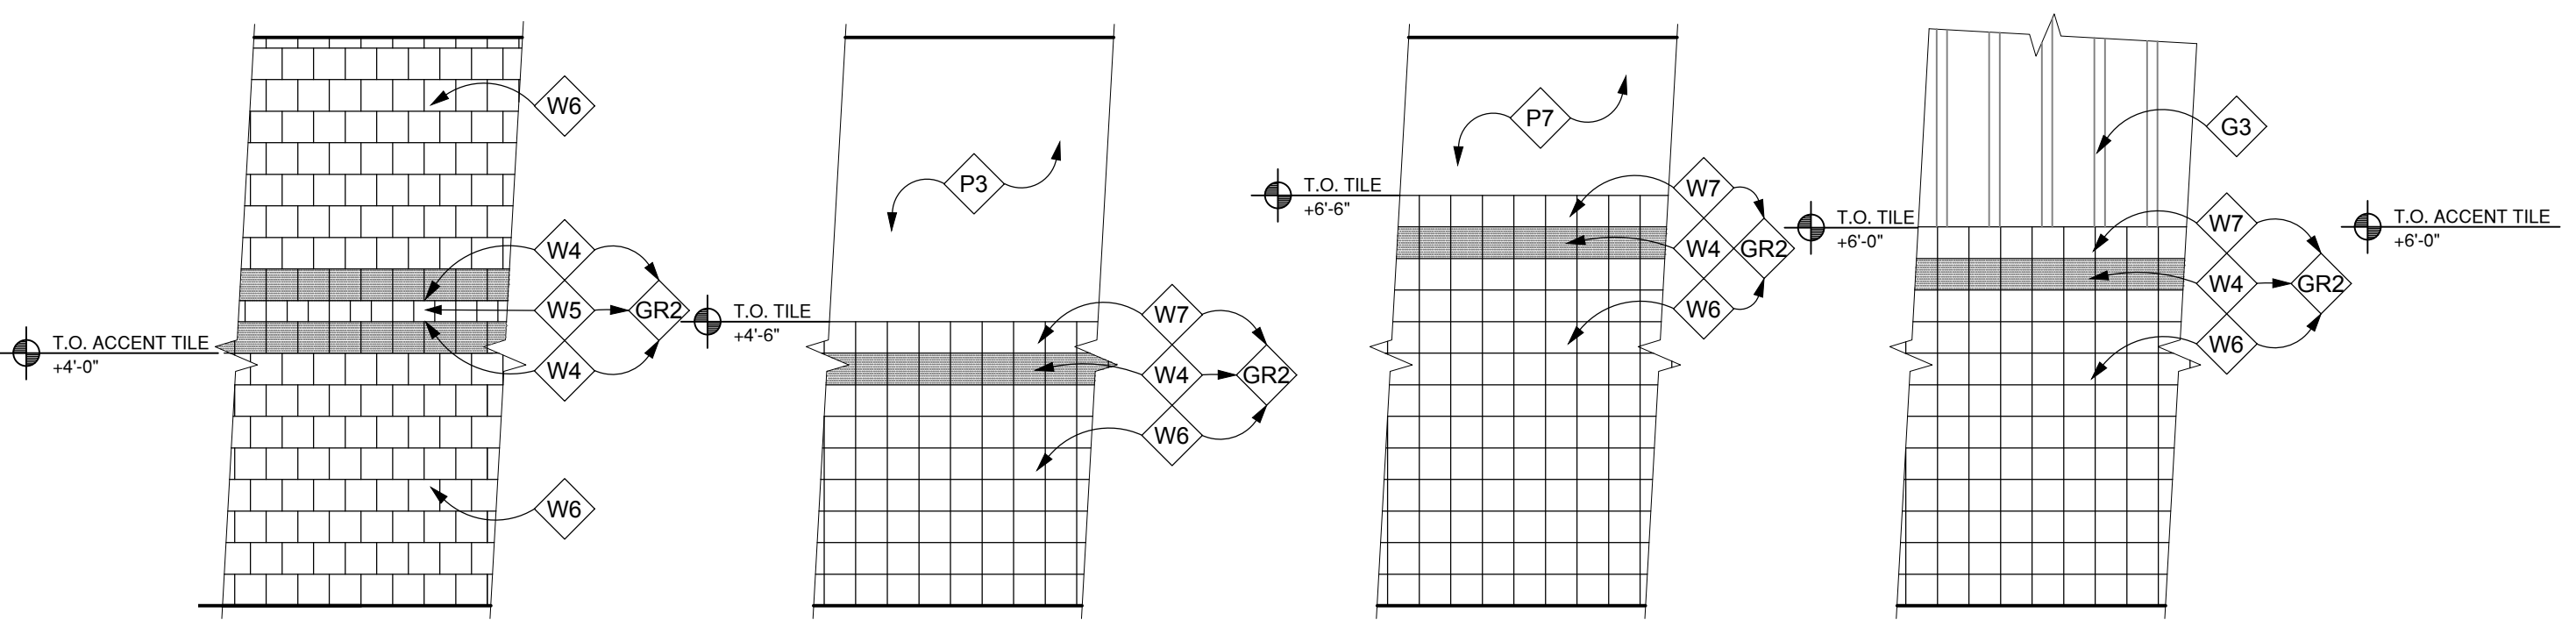 W6
W4
W5
GR2
W4
W6
T.O. ACCENT TILE
+4'-0"
P3
T.O. TILE
+4'-6"
W7
W4
GR2
W6
P7
T.O. TILE
+6'-6"
W7
W4
GR2
W6
G3
T.O. TILE
+6'-0"
W7
W4
GR2
W6
T.O. ACCENT TILE
+6'-0"